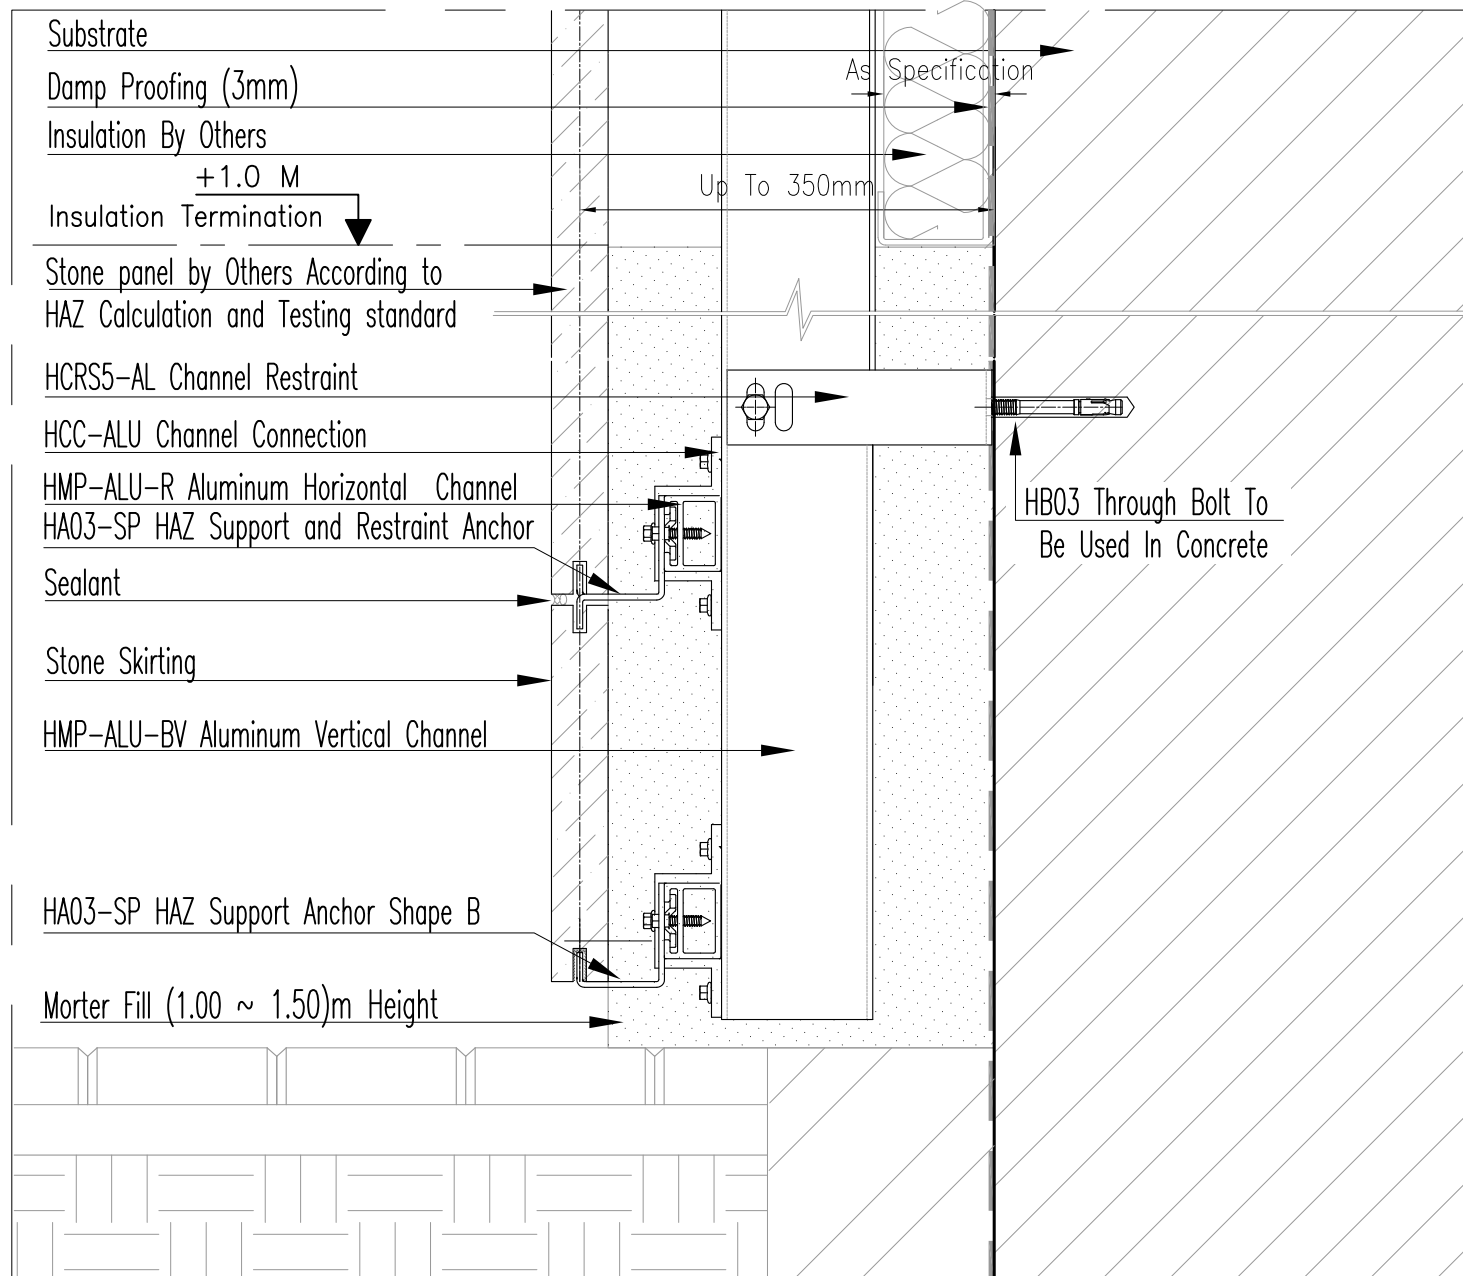 Substrate
As Specification
Damp Proofing (3mm)
Insulation By Others
+1.0 M
Up To 350mm
Insulation Termination
Stone panel by Others According to
HAZ Calculation and Testing standard
HCRS5-AL Channel Restraint
HCC-ALU Channel Connection
HMP-ALU-R Aluminum Horizontal Channel
HA03-SP HAZ Support and Restraint Anchor
HB03 Through Bolt To
Be Used In Concrete
Sealant
Stone Skirting
HMP-ALU-BV Aluminum Vertical Channel
HA03-SP HAZ Support Anchor Shape B
Morter Fill (1.00 ~ 1.50)m Height